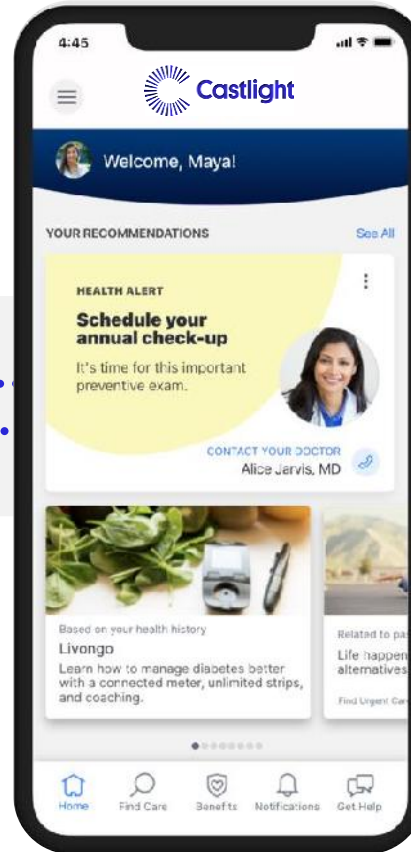 4:45
Castlight
Welcome, Maya!
YOUR RECOMMENDATIONS
See All
HEALTH ALERT
Schedule your
annual check-up
It's time for this important
preventive exam.
CONTACT YOUR DOCTOR
Alice Jarvis, MD
Based on your health history
Livongo
Learn how to manage diabetes better
with a connected meter, unlimited strips,
and coaching.
Related to
Life happen
alternatives
Find Urgent
Home
Find Care
Benefits
Notifications
Get Help